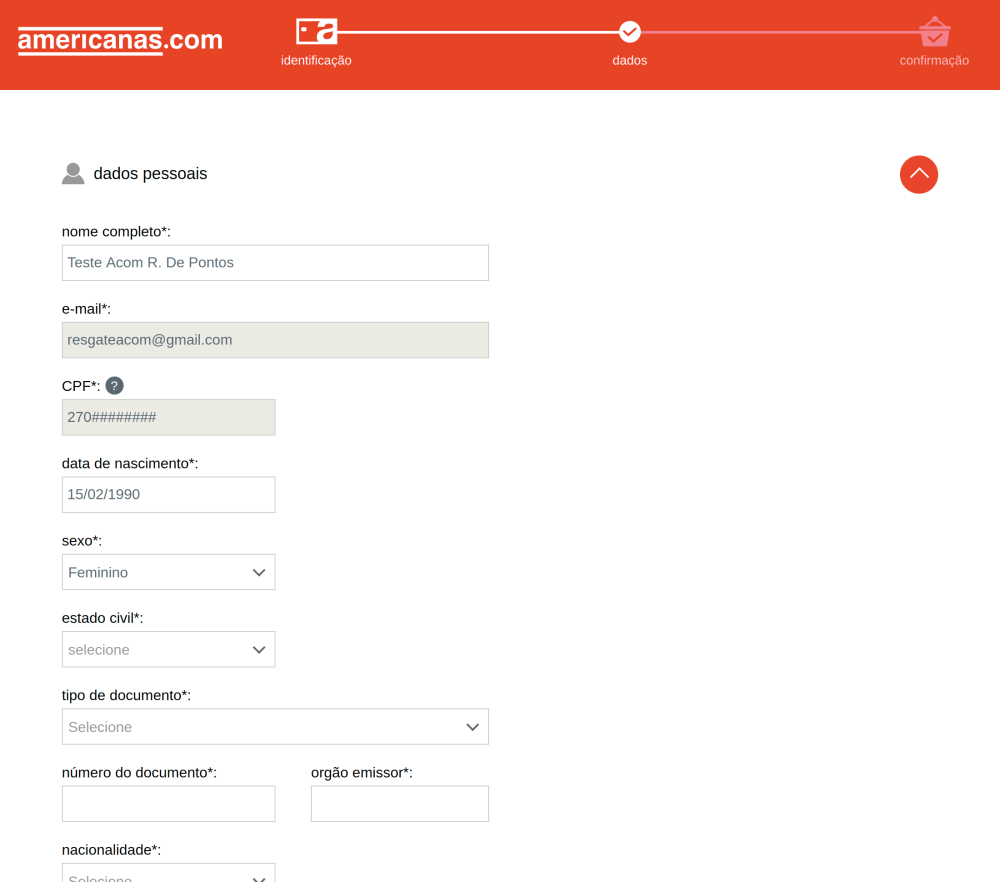 americanas.com
identificação
dados
confirmação
dados pessoais
nome completo*:
Teste Acom R. De Pontos
e-mail*:
resgateacom@gmail.com
CPF*: ?
270########
data de nascimento*:
15/02/1990
sexo*:
Feminino
estado civil*:
selecione
tipo de documento*:
Selecione
número do documento*:
orgão emissor*:
nacionalidade*:
Selecione